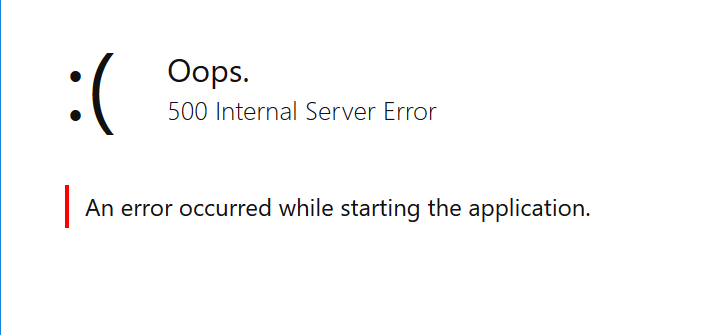 :(
Oops.
500 Internal Server Error
An error occurred while starting the application.